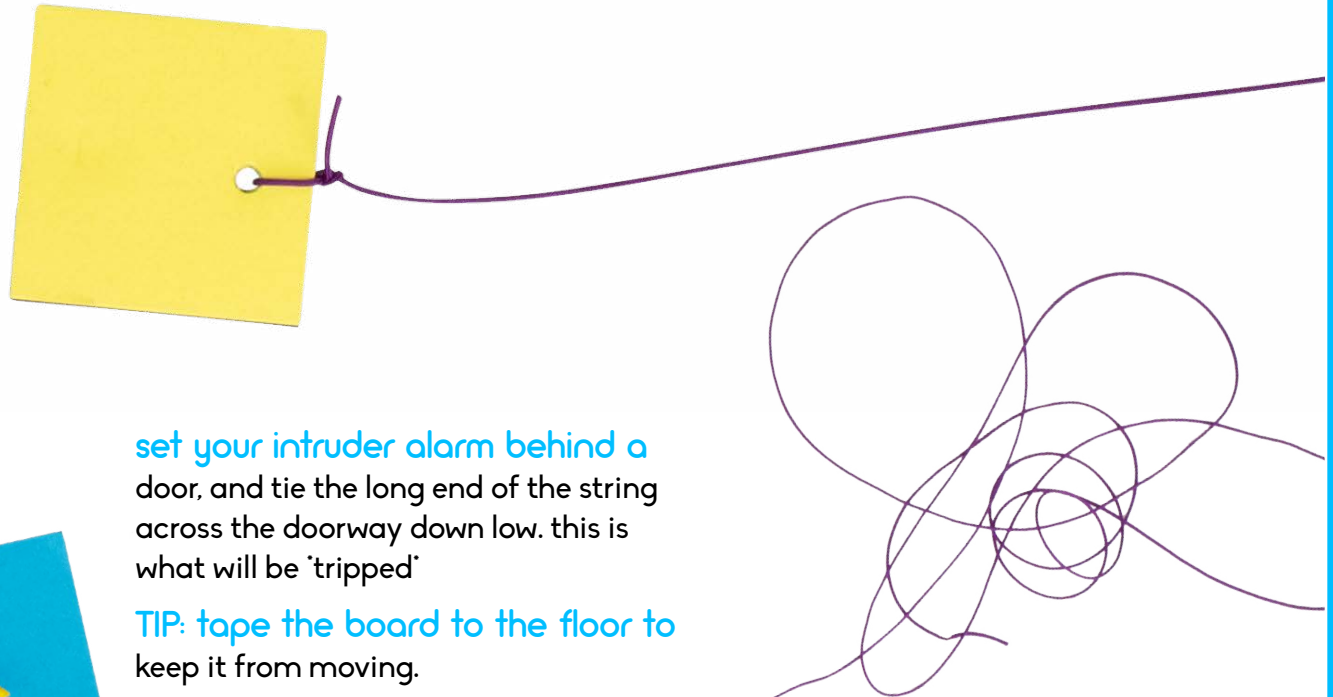 set your intruder alarm behind a
door, and tie the long end of the string
across the doorway down low. this is
what will be "tripped"
TIP: tape the board to the floor to
keep it from moving.